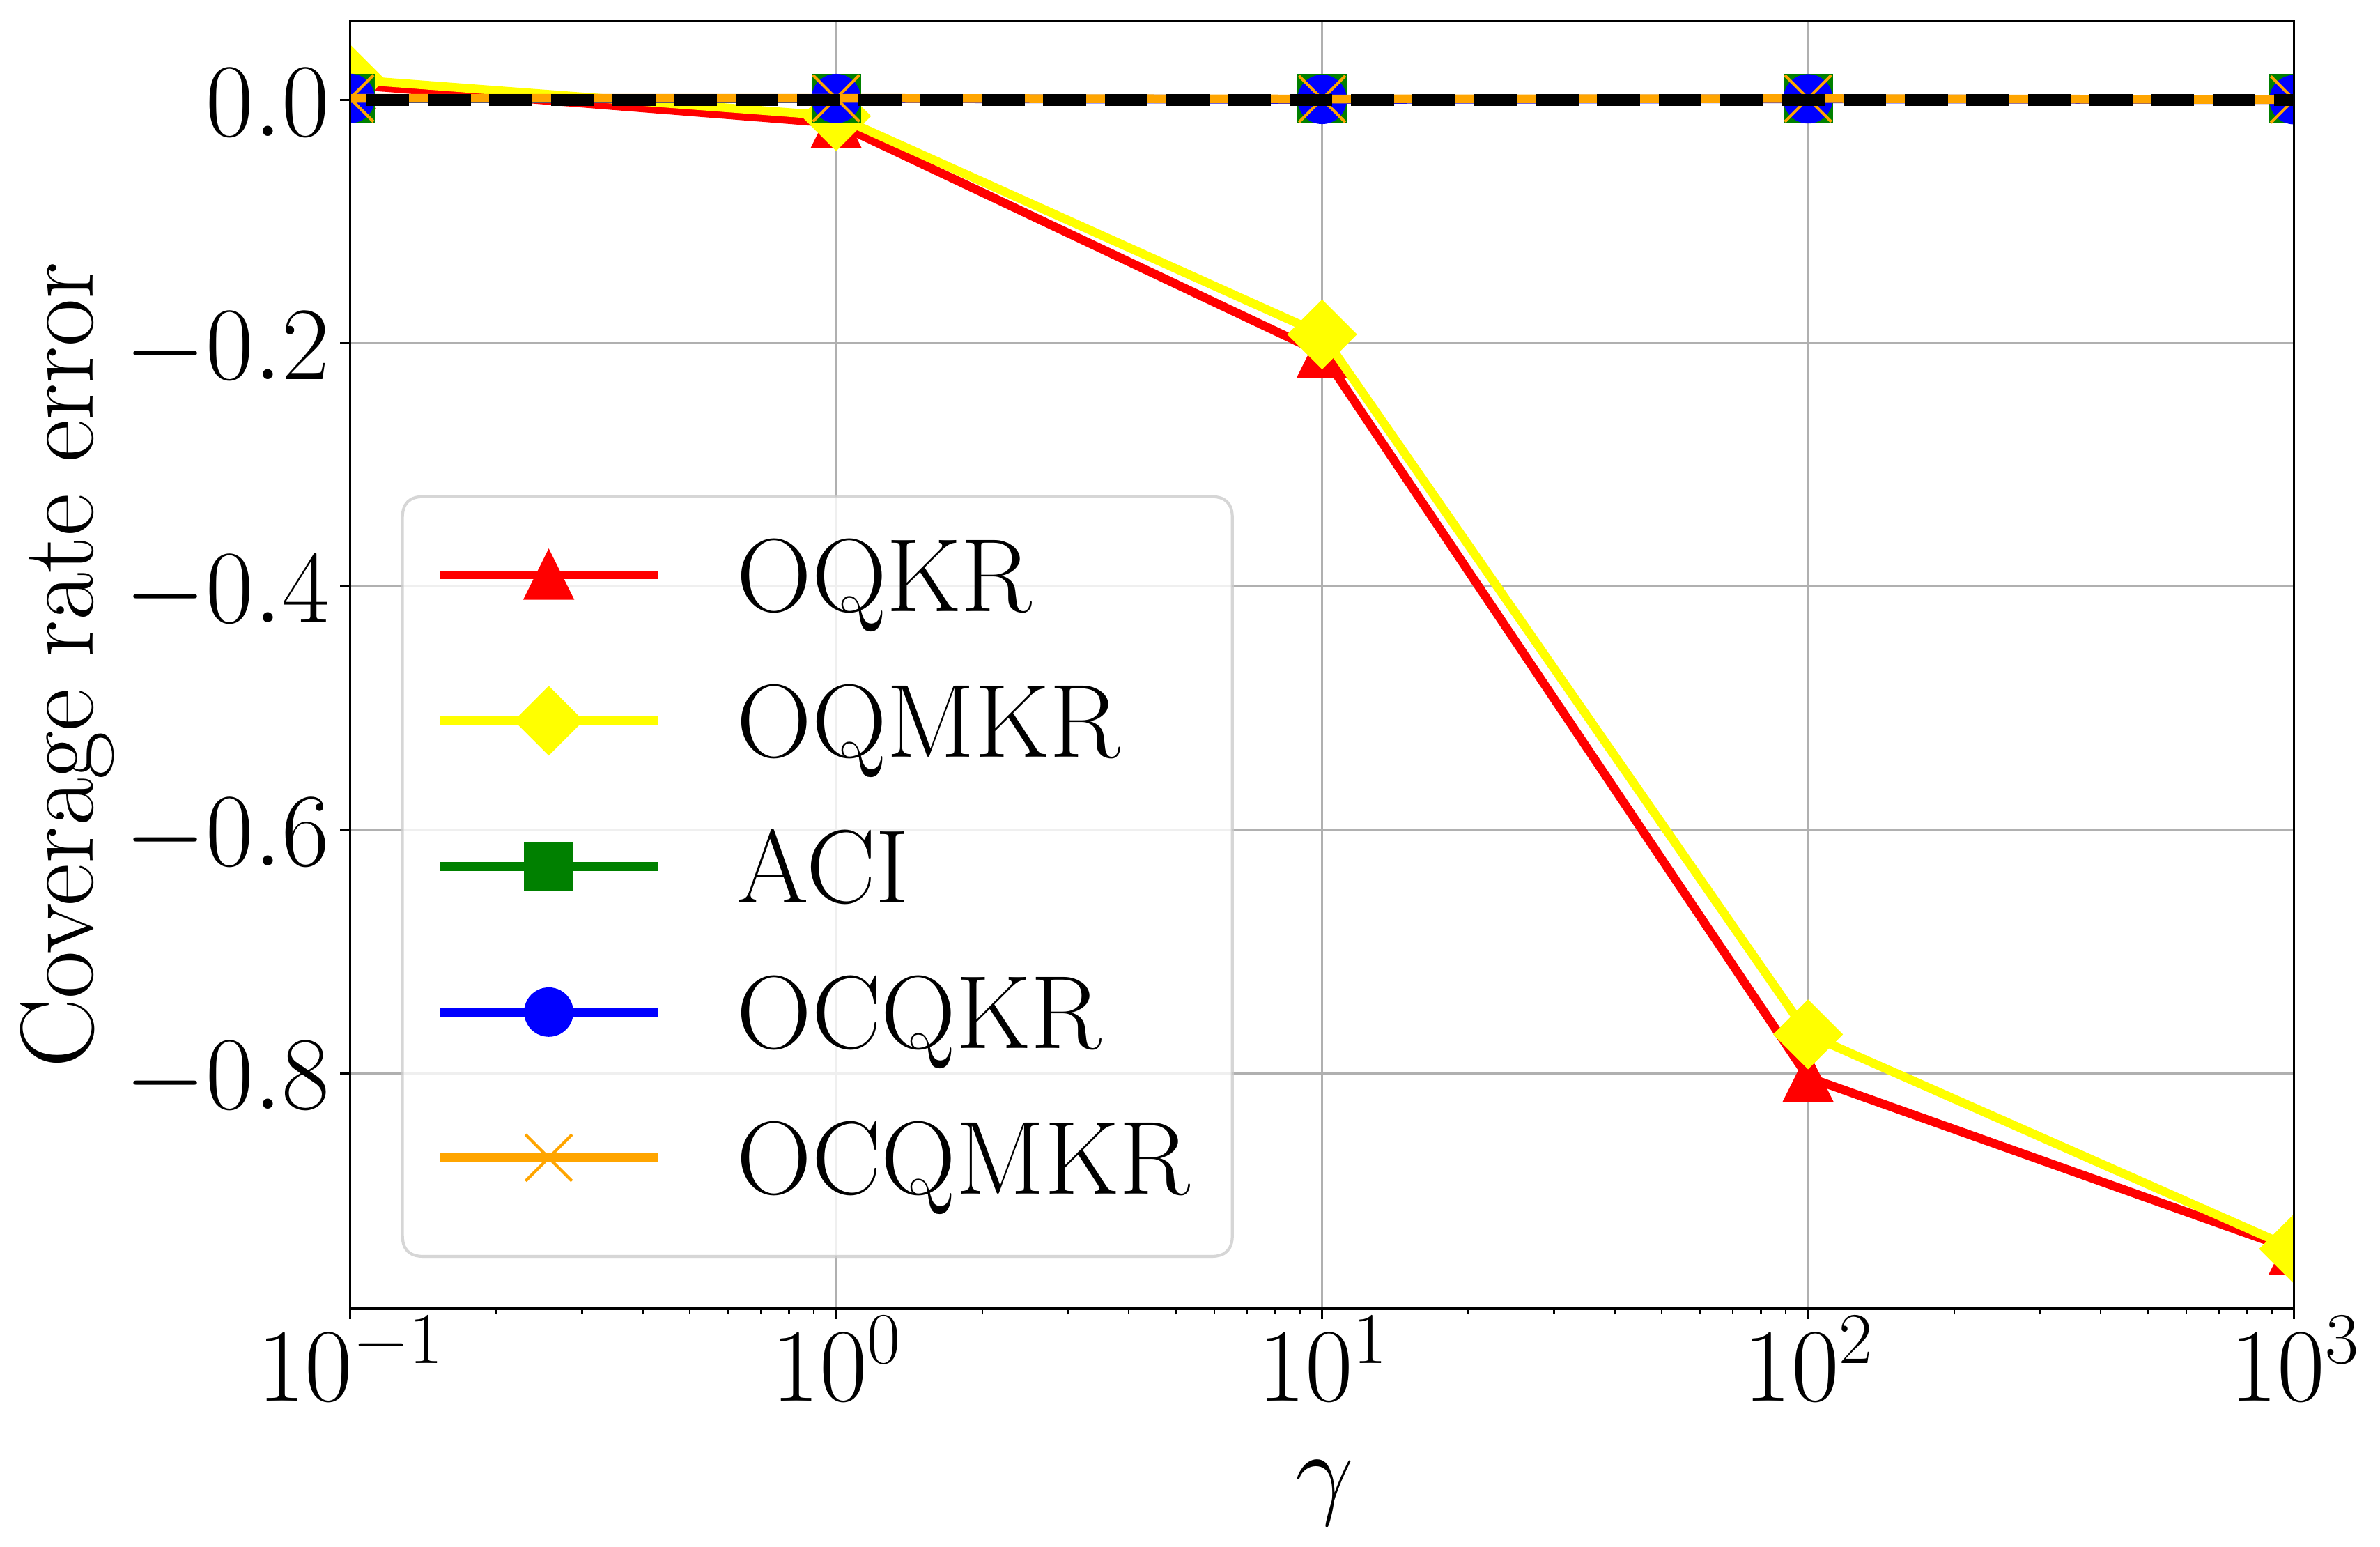 Coverage rate error
0.0
−0.2
−0.4
−0.6
−0.8
OQKR
OQMKR
ACI
OCQKR
OCQMKR
10⁻¹ 10⁰ 10¹ 10² 10³
γ